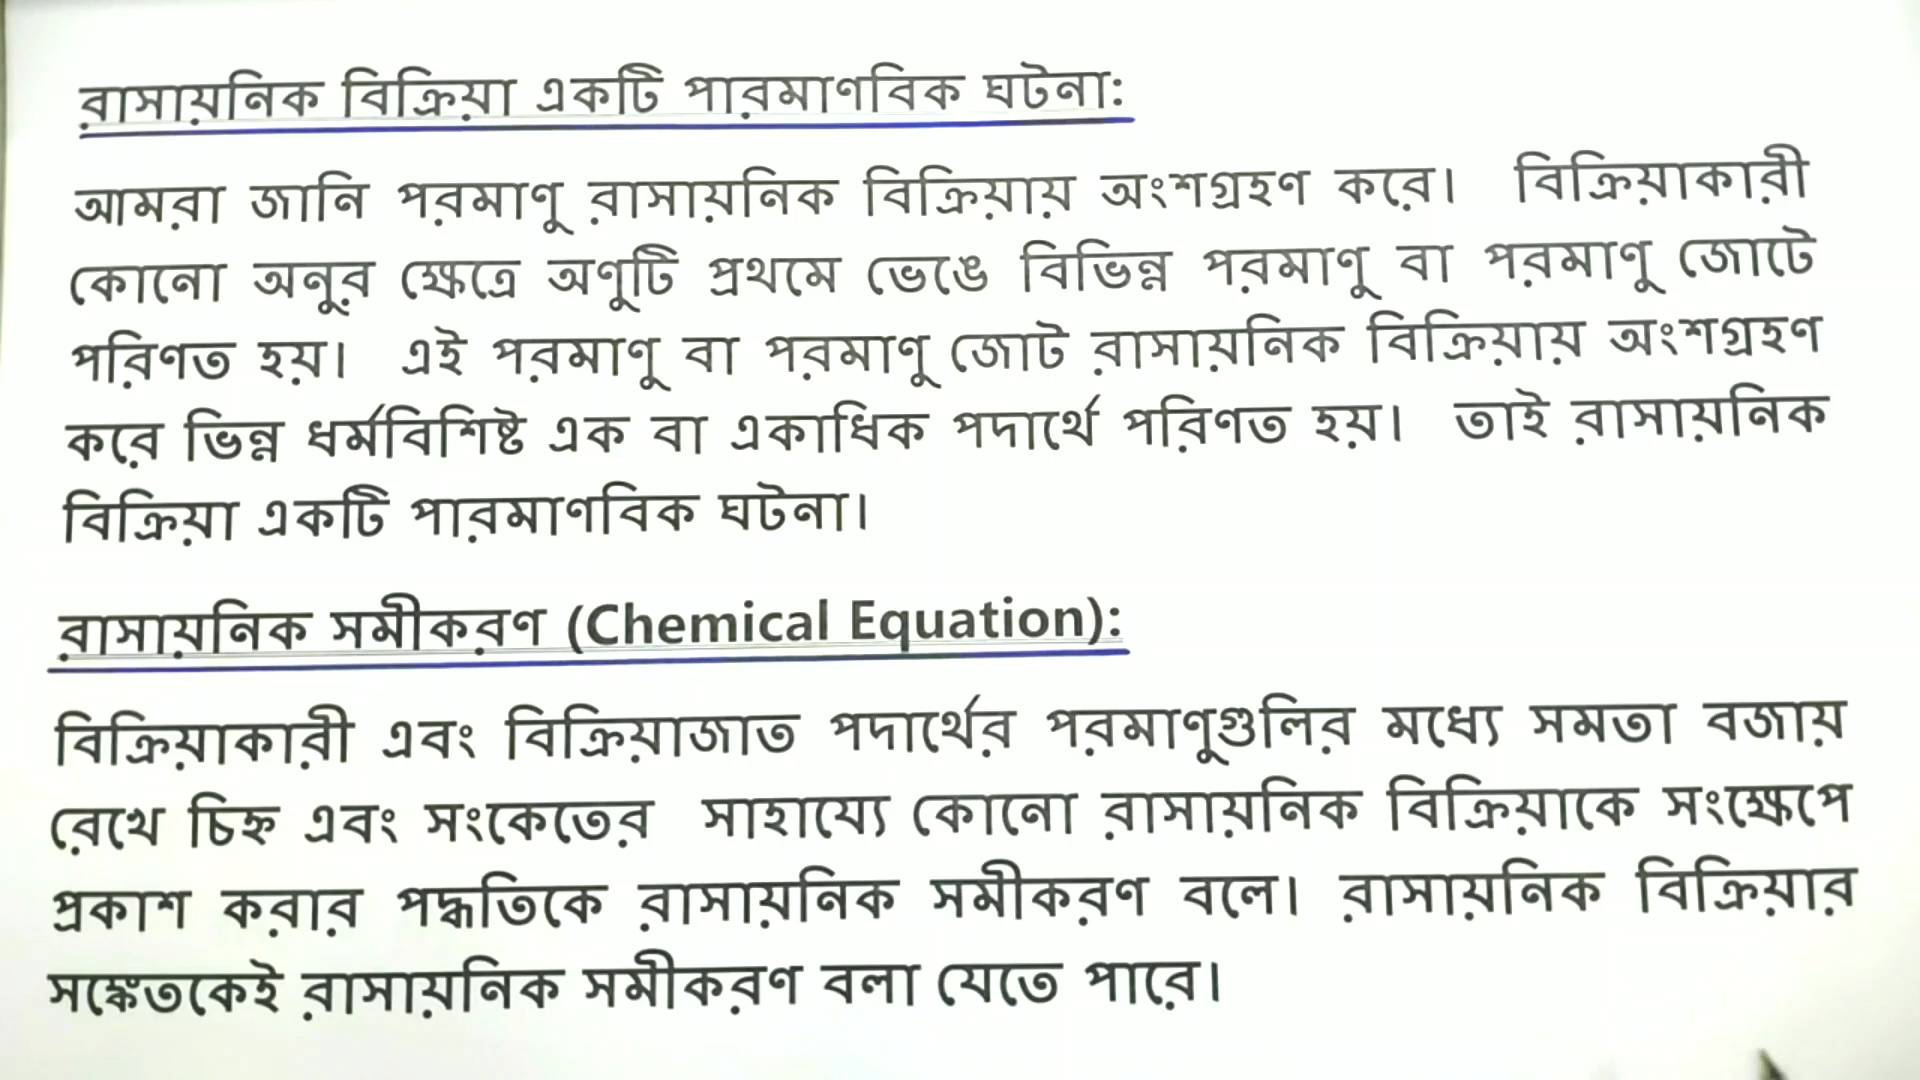 রাসায়নিক বিক্রিয়া একটি পারমাণবিক ঘটনা:
আমরা জানি পরমাণু রাসায়নিক বিক্রিয়ায় অংশগ্রহণ করে। বিক্রিয়াকারী
কোনো অনুর ক্ষেত্রে অণুটি প্রথমে ভেঙে বিভিন্ন পরমাণু বা পরমাণু জোটে
পরিণত হয়। এই পরমাণু বা পরমাণু জোট রাসায়নিক বিক্রিয়ায় অংশগ্রহণ
করে ভিন্ন ধর্মবিশিষ্ট এক বা একাধিক পদার্থে পরিণত হয়। তাই রাসায়নিক
বিক্রিয়া একটি পারমাণবিক ঘটনা।
রাসায়নিক সমীকরণ (Chemical Equation):
বিক্রিয়াকারী এবং বিক্রিয়াজাত পদার্থের পরমাণুগুলির মধ্যে সমতা বজায়
রেখে চিহ্ন এবং সংকেতের সাহায্যে কোনো রাসায়নিক বিক্রিয়াকে সংক্ষেপে
প্রকাশ করার পদ্ধতিকে রাসায়নিক সমীকরণ বলে। রাসায়নিক বিক্রিয়ার
সঙ্কেতকেই রাসায়নিক সমীকরণ বলা যেতে পারে।